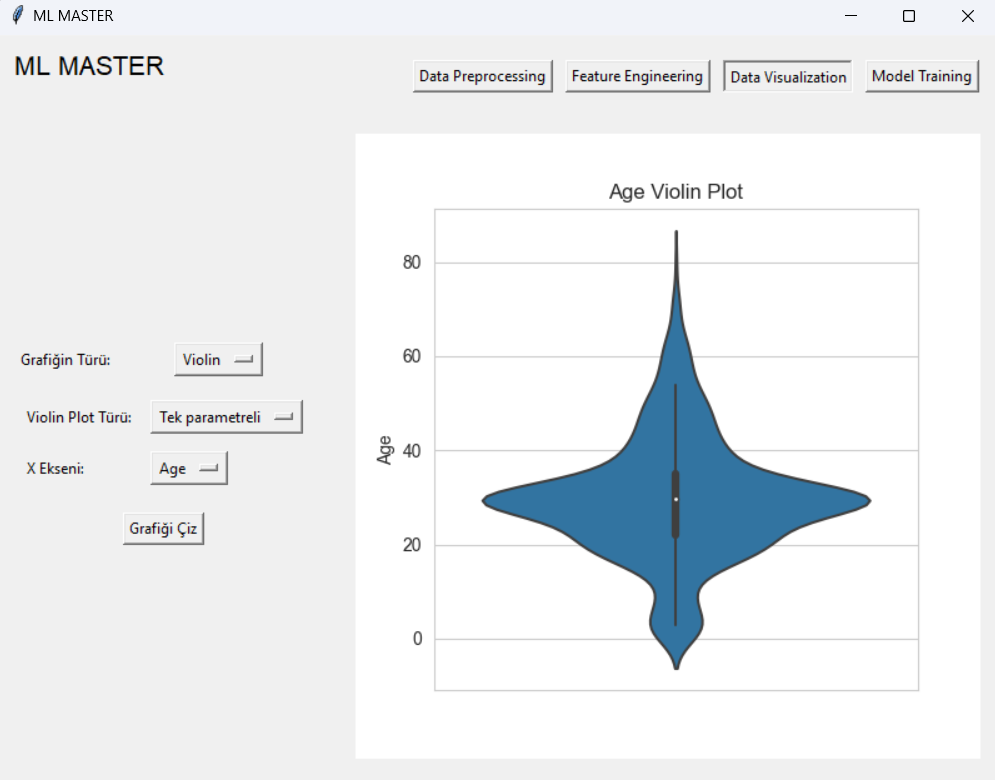 ML MASTER
ML MASTER
Data Preprocessing
Feature Engineering
Data Visualization
Model Training
Grafiğin Türü:
Violin
Violin Plot Türü:
Tek parametreli
X Ekseni:
Age
Grafiği Çiz
Age Violin Plot
80
60
40
20
0
Age